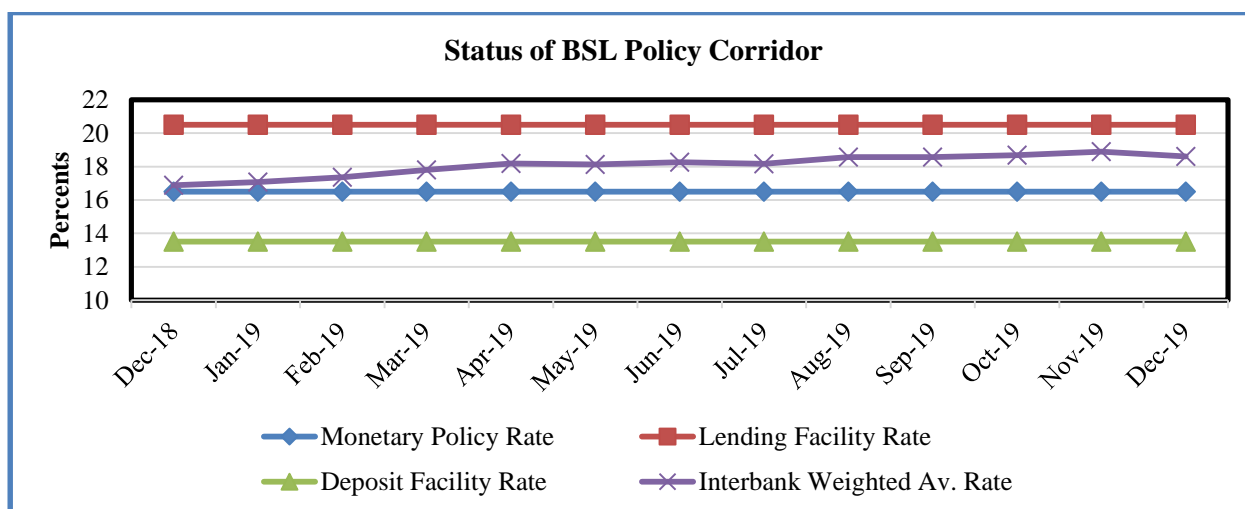 Status of BSL Policy Corridor
Percents
22
20
18
16
14
12
10
Dec-18
Jan-19
Feb-19
Mar-19
Apr-19
May-19
Jun-19
Jul-19
Aug-19
Sep-19
Oct-19
Nov-19
Dec-19
Monetary Policy Rate
Lending Facility Rate
Deposit Facility Rate
Interbank Weighted Av. Rate